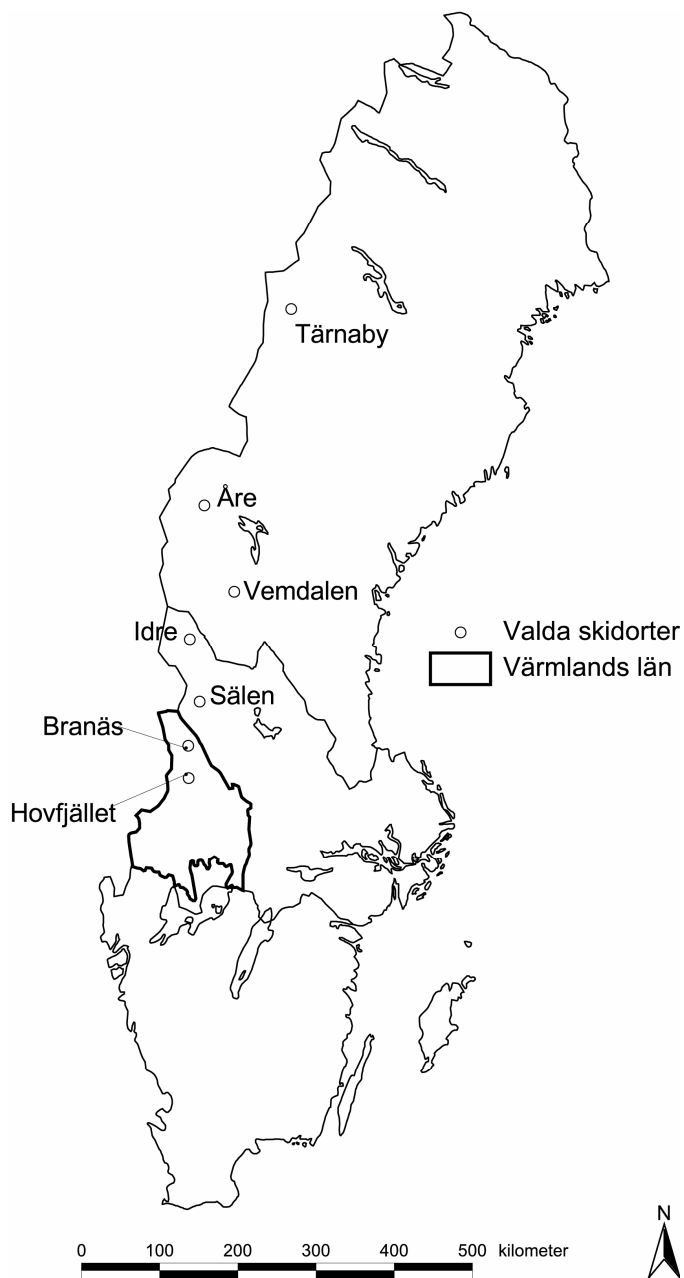 Tärnaby
Åre
Vemdalen
Idre
Valda skidorter
Värmlands län
Sälen
Branäs
Hovfjället
N
0 100 200 300 400 500 kilometer